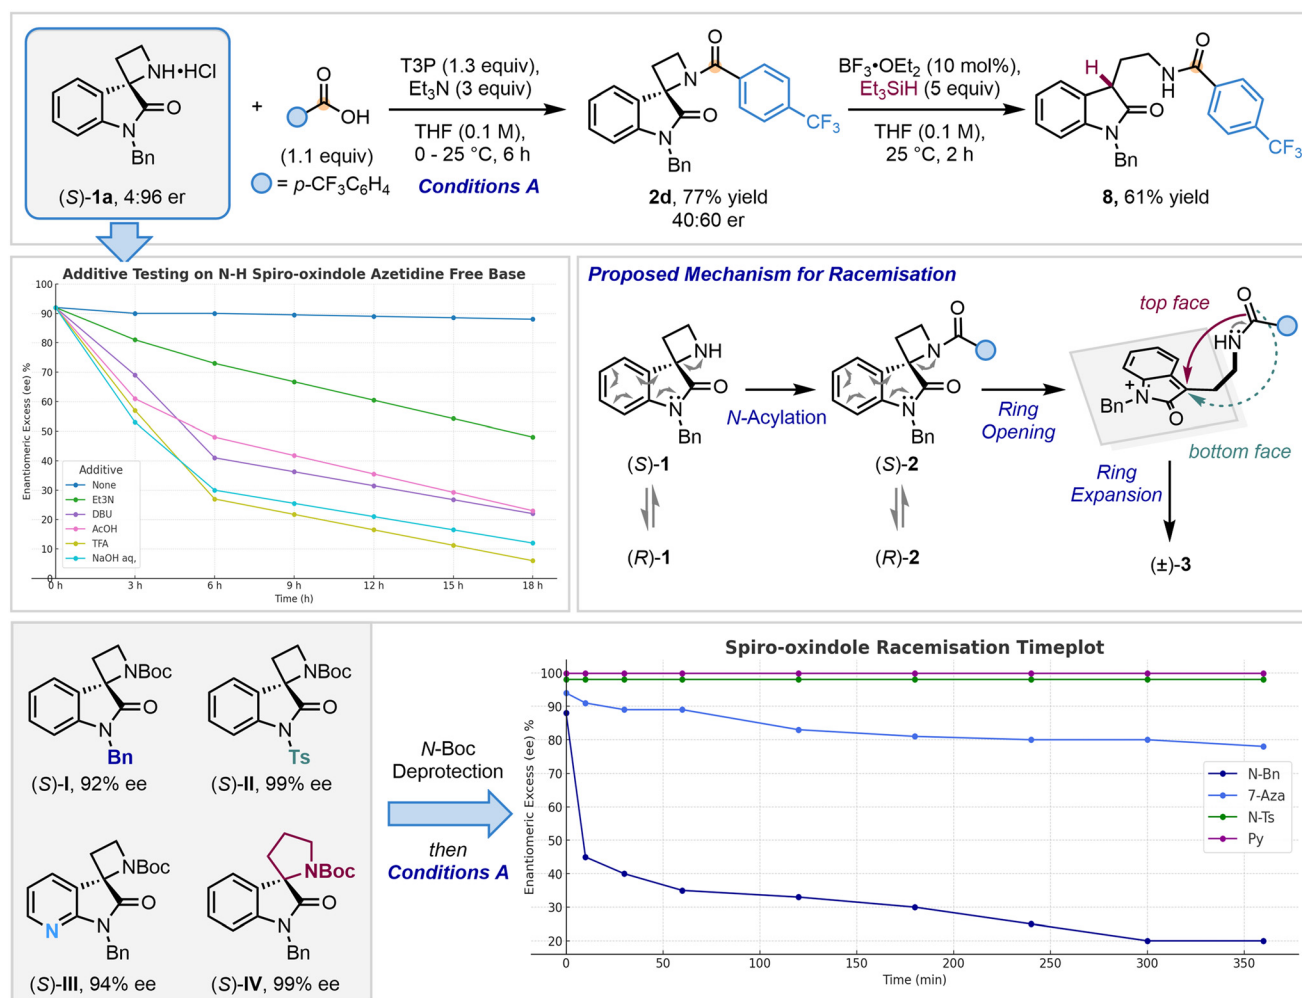 NH•HCl
O
N
Bn
(S)-1a, 4:96 er
+
O
OH
(1.1 equiv)
= p-CF3C6H4
T3P (1.3 equiv),
Et₃N (3 equiv)
THF (0.1 M),
0 - 25 °C, 6 h
Conditions A
O
N
O
N
Bn
CF₃
2d, 77% yield
40:60 er
BF₃•OEt₂ (10 mol%),
Et₃SiH (5 equiv)
THF (0.1 M),
25 °C, 2 h
H
O
N
H
O
N
Bn
CF₃
8, 61% yield
Additive Testing on N-H Spiro-oxindole Azetidine Free Base
Enantiomeric Excess (ee) %
100
90
80
70
60
50
40
30
20
10
0
Additive
None
Et3N
DBU
AcOH
TFA
NaOH aq,
0 h
3 h
6 h
9 h
12 h
15 h
18 h
Time (h)
Proposed Mechanism for Racemisation
NH
O
N
Bn
(S)-1
(R)-1
N-Acylation
O
N
O
N
Bn
(S)-2
(R)-2
Ring
Opening
top face
O
HN
+
N
BnO
O
bottom face
Ring
Expansion
(±)-3
NBoc
O
N
Bn
(S)-I, 92% ee
NBoc
O
N
Ts
(S)-II, 99% ee
NBoc
O
N
N
Bn
(S)-III, 94% ee
NBoc
O
N
Bn
(S)-IV, 99% ee
N-Boc
Deprotection
then
Conditions A
Spiro-oxindole Racemisation Timeplot
Enantiomeric Excess (ee) %
100
90
80
70
60
50
40
30
20
N-Bn
7-Aza
N-Ts
Py
0
50
100
150
200
250
300
350
Time (min)